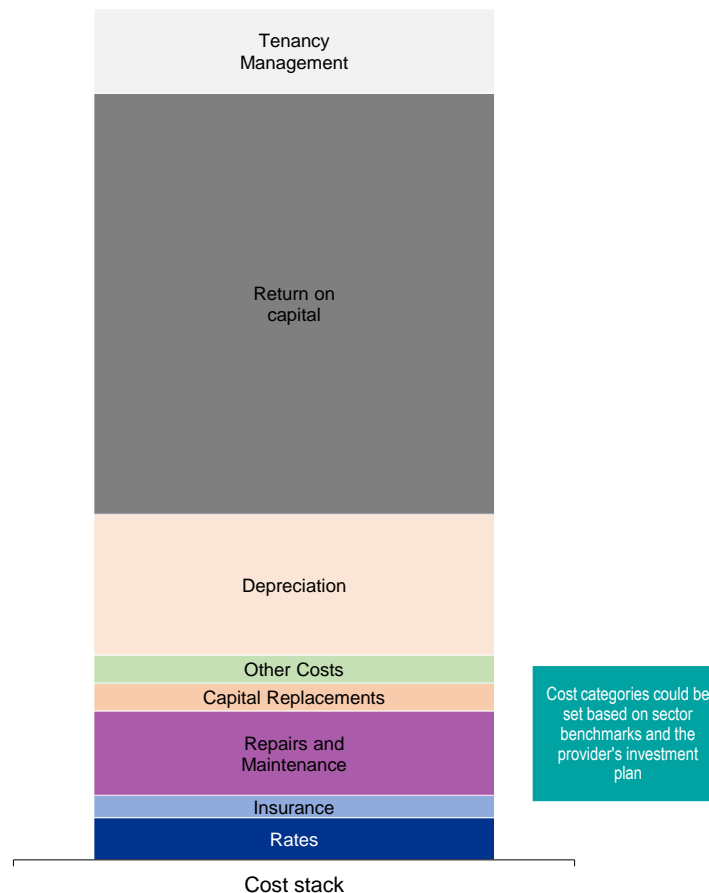 Tenancy
Management
Return on
capital
Depreciation
Other Costs
Capital Replacements
Repairs and
Maintenance
Insurance
Rates
Cost stack
Cost categories could be
set based on sector
benchmarks and the
provider's investment
plan